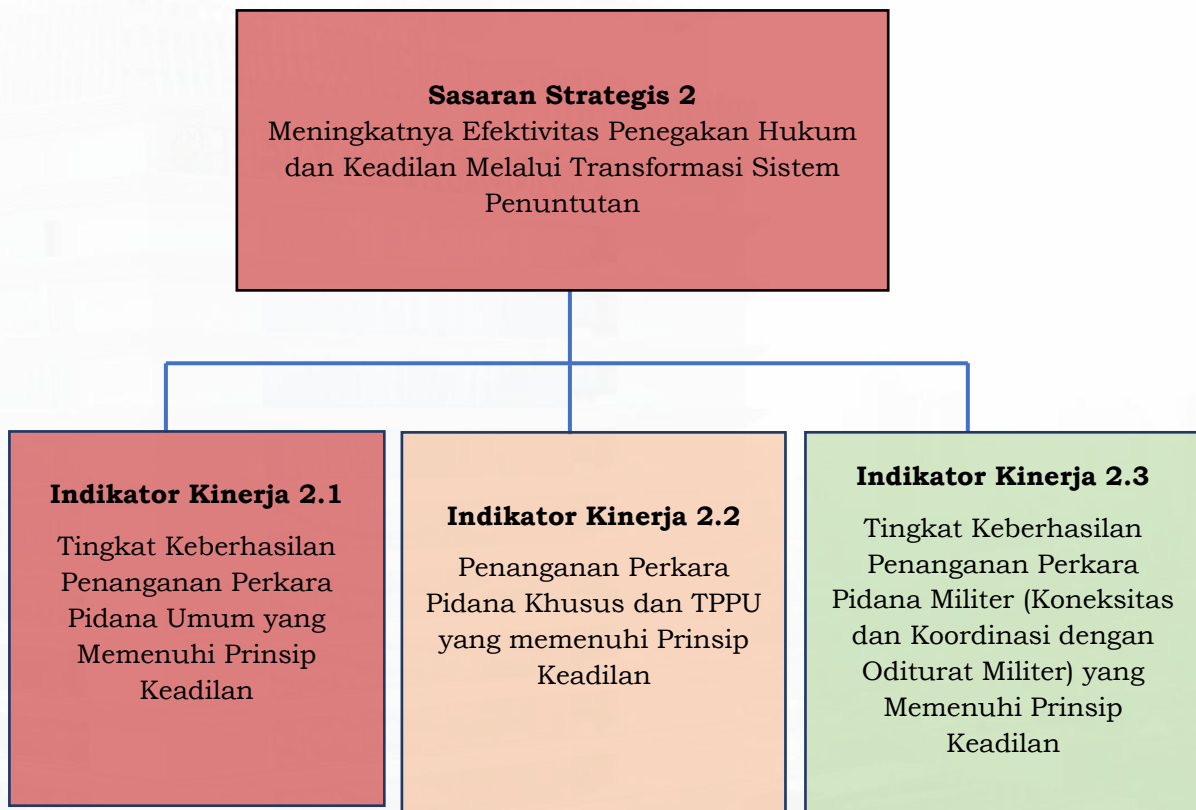 Sasaran Strategis 2
Meningkatnya Efektivitas Penegakan Hukum
dan Keadilan Melalui Transformasi Sistem
Penuntutan
Indikator Kinerja 2.1
Tingkat Keberhasilan
Penanganan Perkara
Pidana Umum yang
Memenuhi Prinsip
Keadilan
Indikator Kinerja 2.2
Penanganan Perkara
Pidana Khusus dan TPPU
yang memenuhi Prinsip
Keadilan
Indikator Kinerja 2.3
Tingkat Keberhasilan
Penanganan Perkara
Pidana Militer (Koneksitas
dan Koordinasi dengan
Oditurat Militer) yang
Memenuhi Prinsip
Keadilan